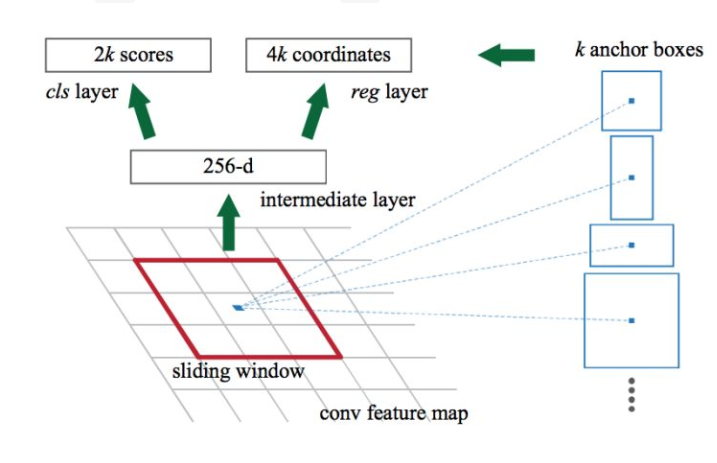 2k scores
4k coordinates
k anchor boxes
cls layer
reg layer
256-d
intermediate layer
sliding window
conv feature map